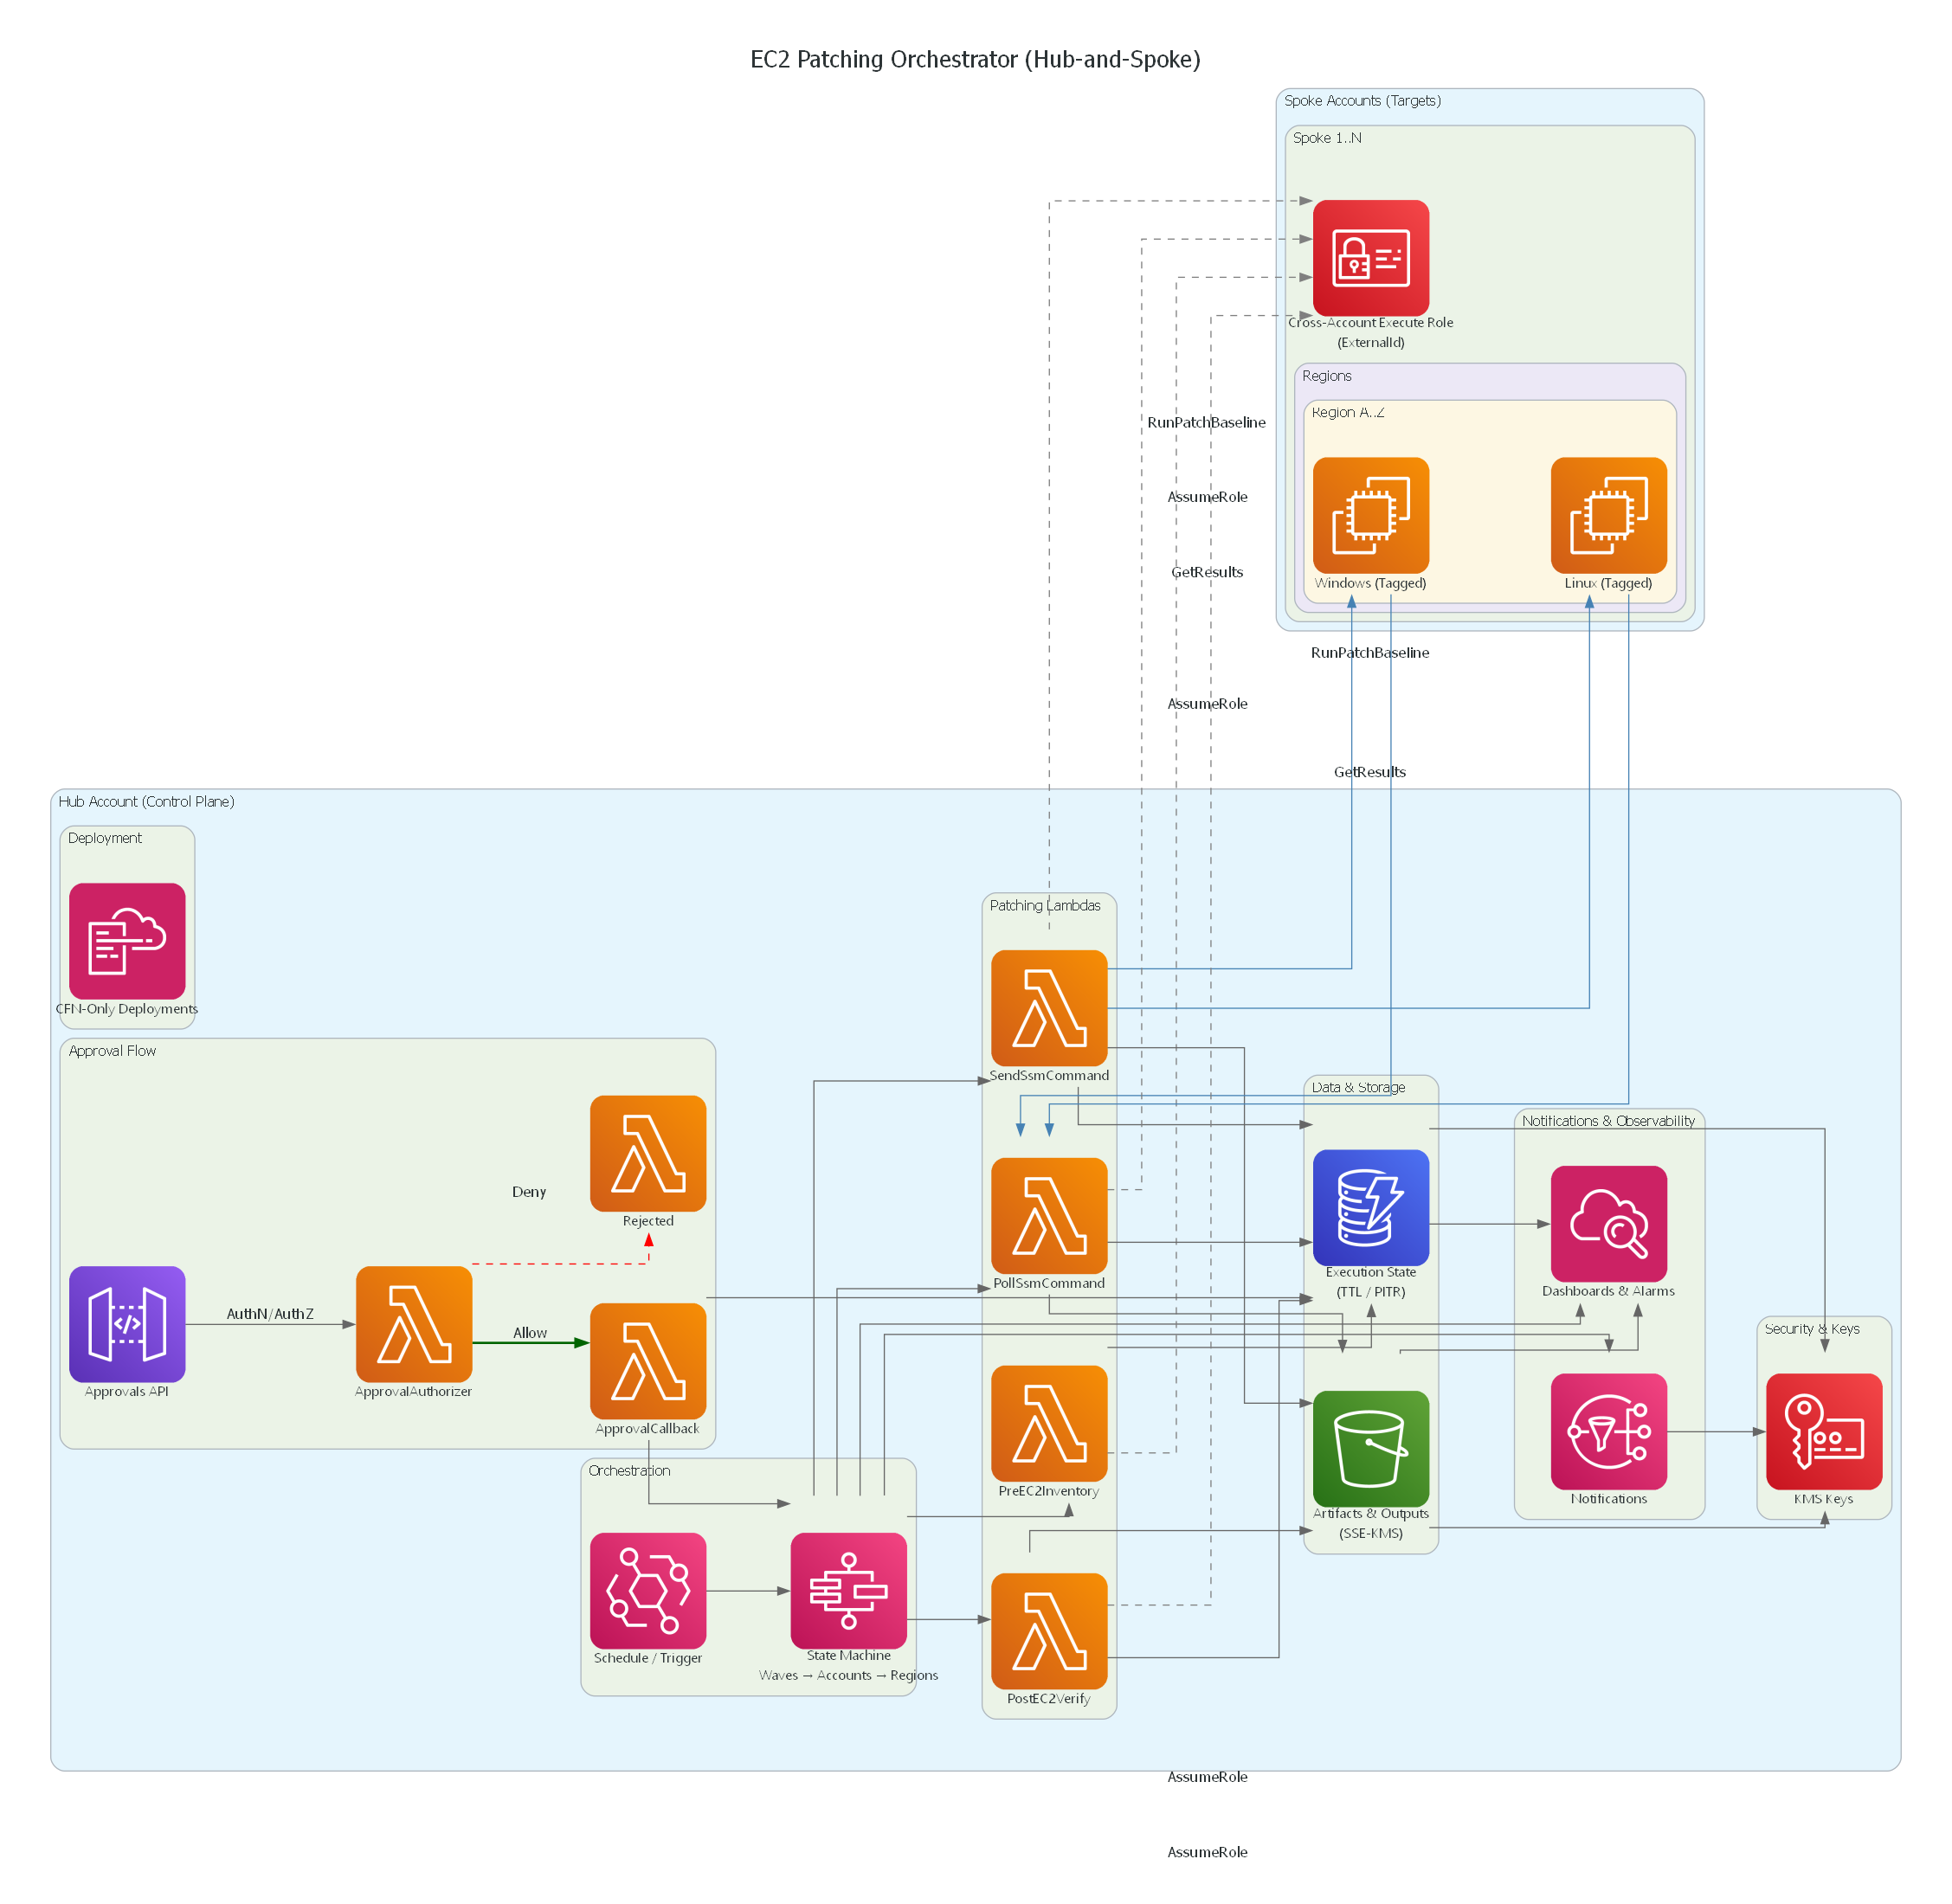 EC2 Patching Orchestrator (Hub-and-Spoke)
Spoke Accounts (Targets)
Spoke 1..N
Cross-Account Execute Role
(ExternalId)
Regions
Region A..Z
RunPatchBaseline
AssumeRole
GetResults
Windows (Tagged)
Linux (Tagged)
RunPatchBaseline
AssumeRole
GetResults
Hub Account (Control Plane)
Deployment
CFN-Only Deployments
Patching Lambdas
SendSsmCommand
Approval Flow
Deny
Rejected
AuthN/AuthZ
Allow
Approvals API
ApprovalAuthorizer
ApprovalCallback
PollSsmCommand
Data & Storage
Execution State
(TTL / PITR)
Notifications & Observability
Dashboards & Alarms
Security & Keys
PreEC2Inventory
Artifacts & Outputs
(SSE-KMS)
Notifications
KMS Keys
Orchestration
Schedule / Trigger
State Machine
Waves → Accounts → Regions
PostEC2Verify
AssumeRole
AssumeRole